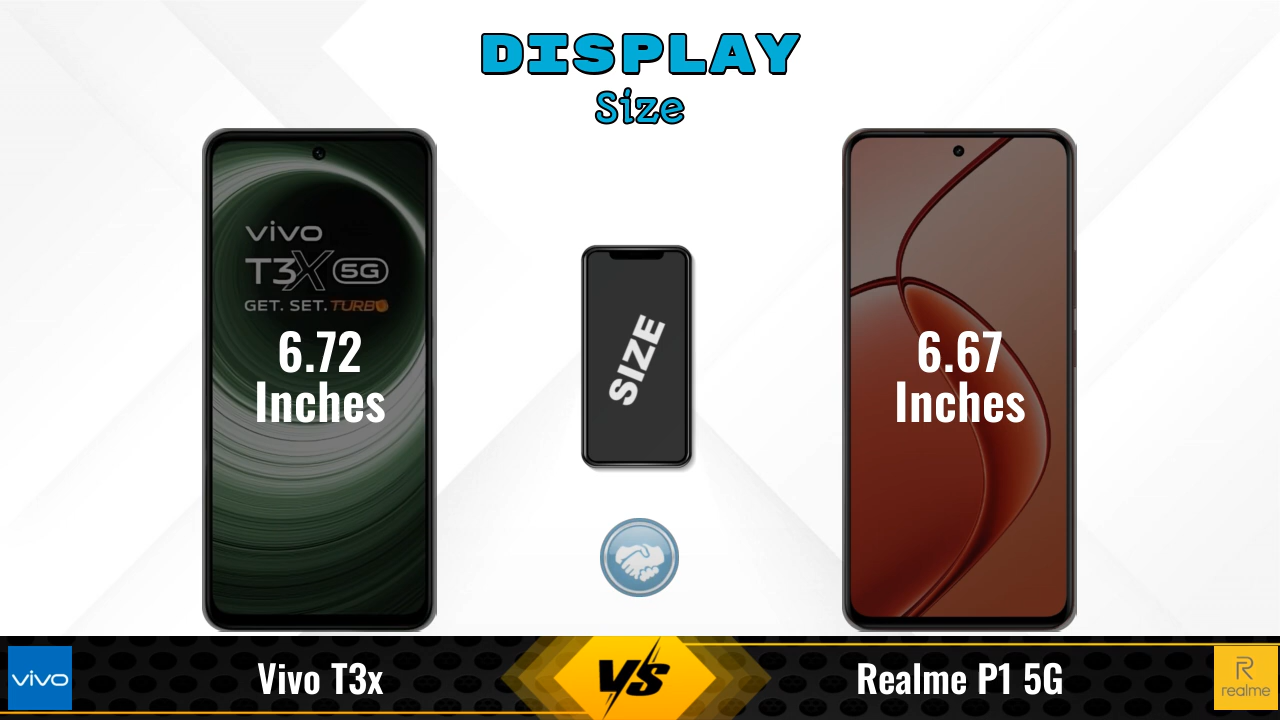 DISPLAY
Size
vivo
T3X 5G
GET. SET. TURBO
6.72
Inches
SIZE
6.67
Inches
vivo
Vivo T3x
VS
Realme P1 5G
R
realme